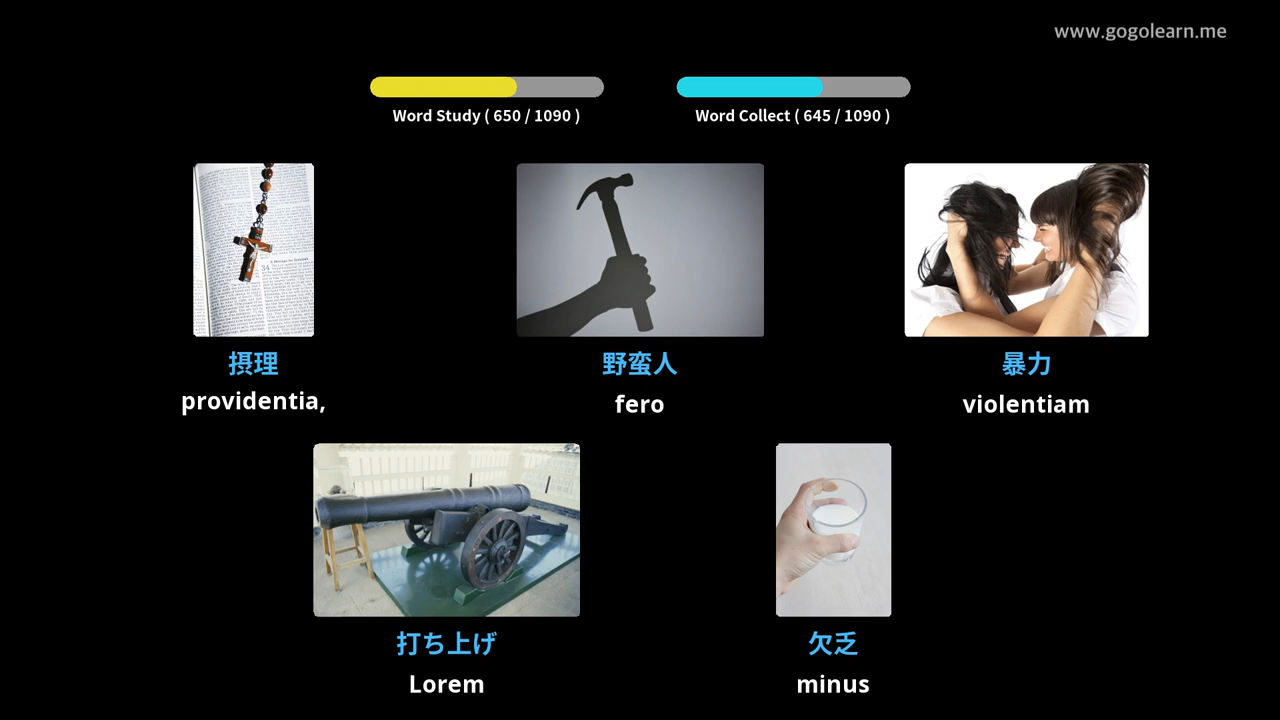 www.gogolearn.me
Word Study ( 650 / 1090 )
Word Collect ( 645 / 1090 )
摂理
野蛮人
暴力
providentia,
fero
violentiam
打ち上げ
欠乏
Lorem
minus